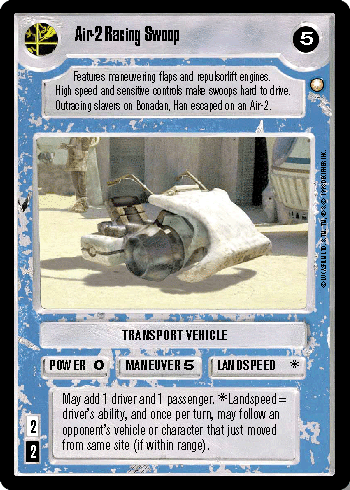 Air-2 Racing Swoop
5
Features maneuvering flaps and repulsorlift engines.
High speed and sensitive controls make swoops hard to drive.
Outracing slavers on Bonadan, Han escaped on an Air-2.
TRANSPORT VEHICLE
POWER 0 MANEUVER 5 LANDSPEED *
May add 1 driver and 1 passenger. *Landspeed =
driver's ability, and once per turn, may follow an
opponent's vehicle or character that just moved
from same site (if within range).
2
2